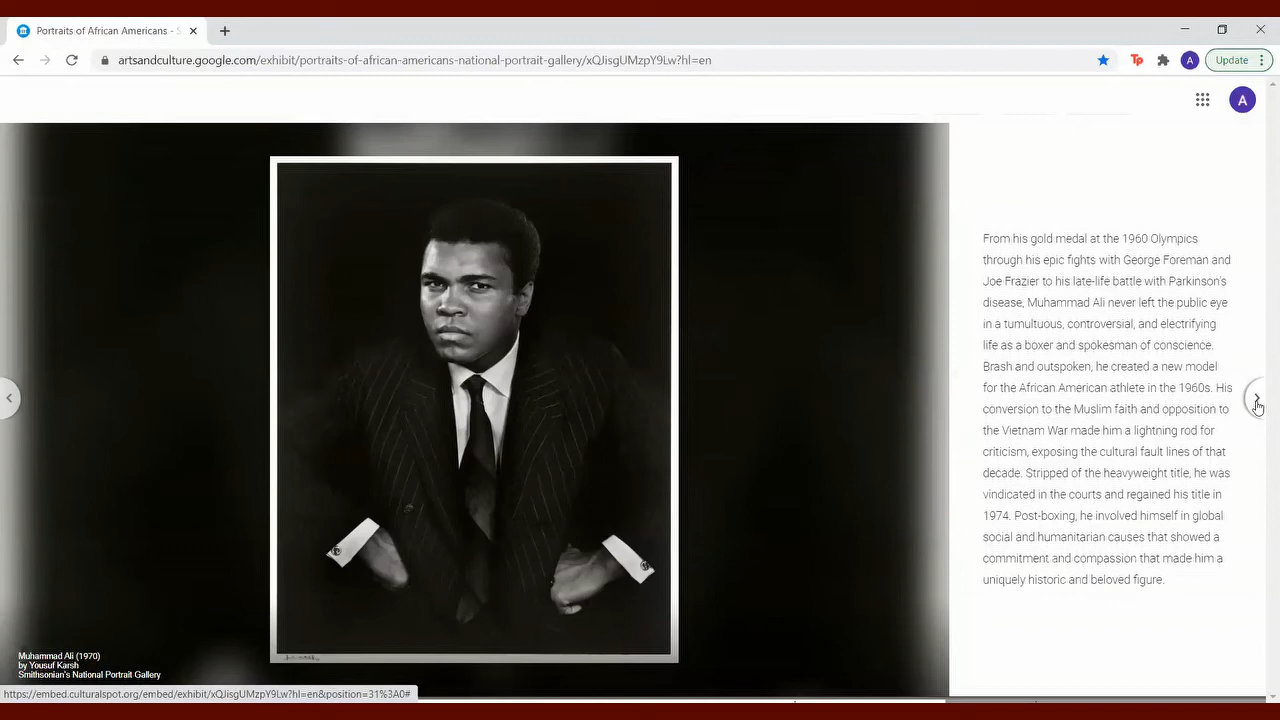 Portraits of African Americans - S
artsandculture.google.com/exhibit/portraits-of-african-americans-national-portrait-gallery/xQJisgUMzpY9Lw?hl=en
Tp
A
Update
A
From his gold medal at the 1960 Olympics
through his epic fights with George Foreman and
Joe Frazier to his late-life battle with Parkinson's
disease, Muhammad Ali never left the public eye
in a tumultuous, controversial, and electrifying
life as a boxer and spokesman of conscience.
Brash and outspoken, he created a new model
for the African American athlete in the 1960s. His
conversion to the Muslim faith and opposition to
the Vietnam War made him a lightning rod for
criticism, exposing the cultural fault lines of that
decade. Stripped of the heavyweight title, he was
vindicated in the courts and regained his title in
1974. Post-boxing, he involved himself in global
social and humanitarian causes that showed a
commitment and compassion that made him a
uniquely historic and beloved figure.
Muhammad Ali (1970)
by Yousuf Karsh
Smithsonian's National Portrait Gallery
https://embed.culturalspot.org/embed/exhibit/xQJisgUMzpY9Lw?hl=en&position=31%3A0#